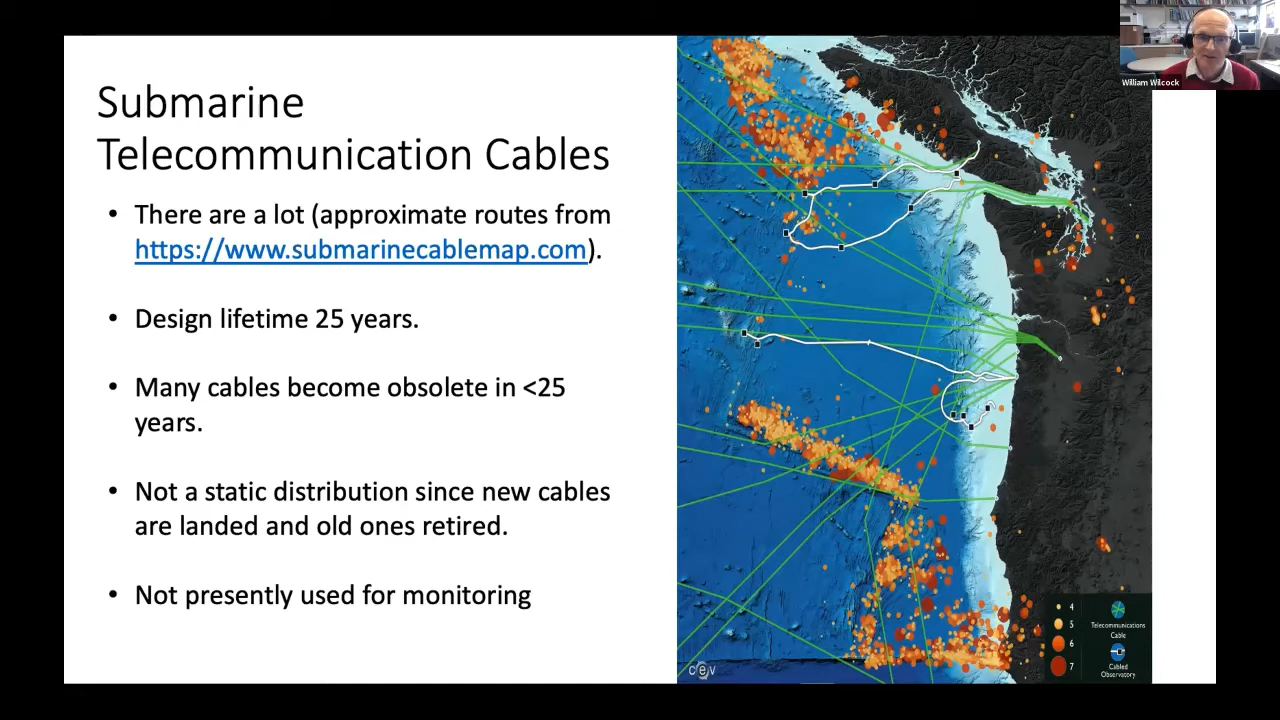 William Wilcock
Submarine
Telecommunication Cables
• There are a lot (approximate routes from
https://www.submarinecablemap.com).
• Design lifetime 25 years.
• Many cables become obsolete in <25
years.
• Not a static distribution since new cables
are landed and old ones retired.
• Not presently used for monitoring
4
5
6
7
Telecommunications
Cable
Cabled
Observatory
cev